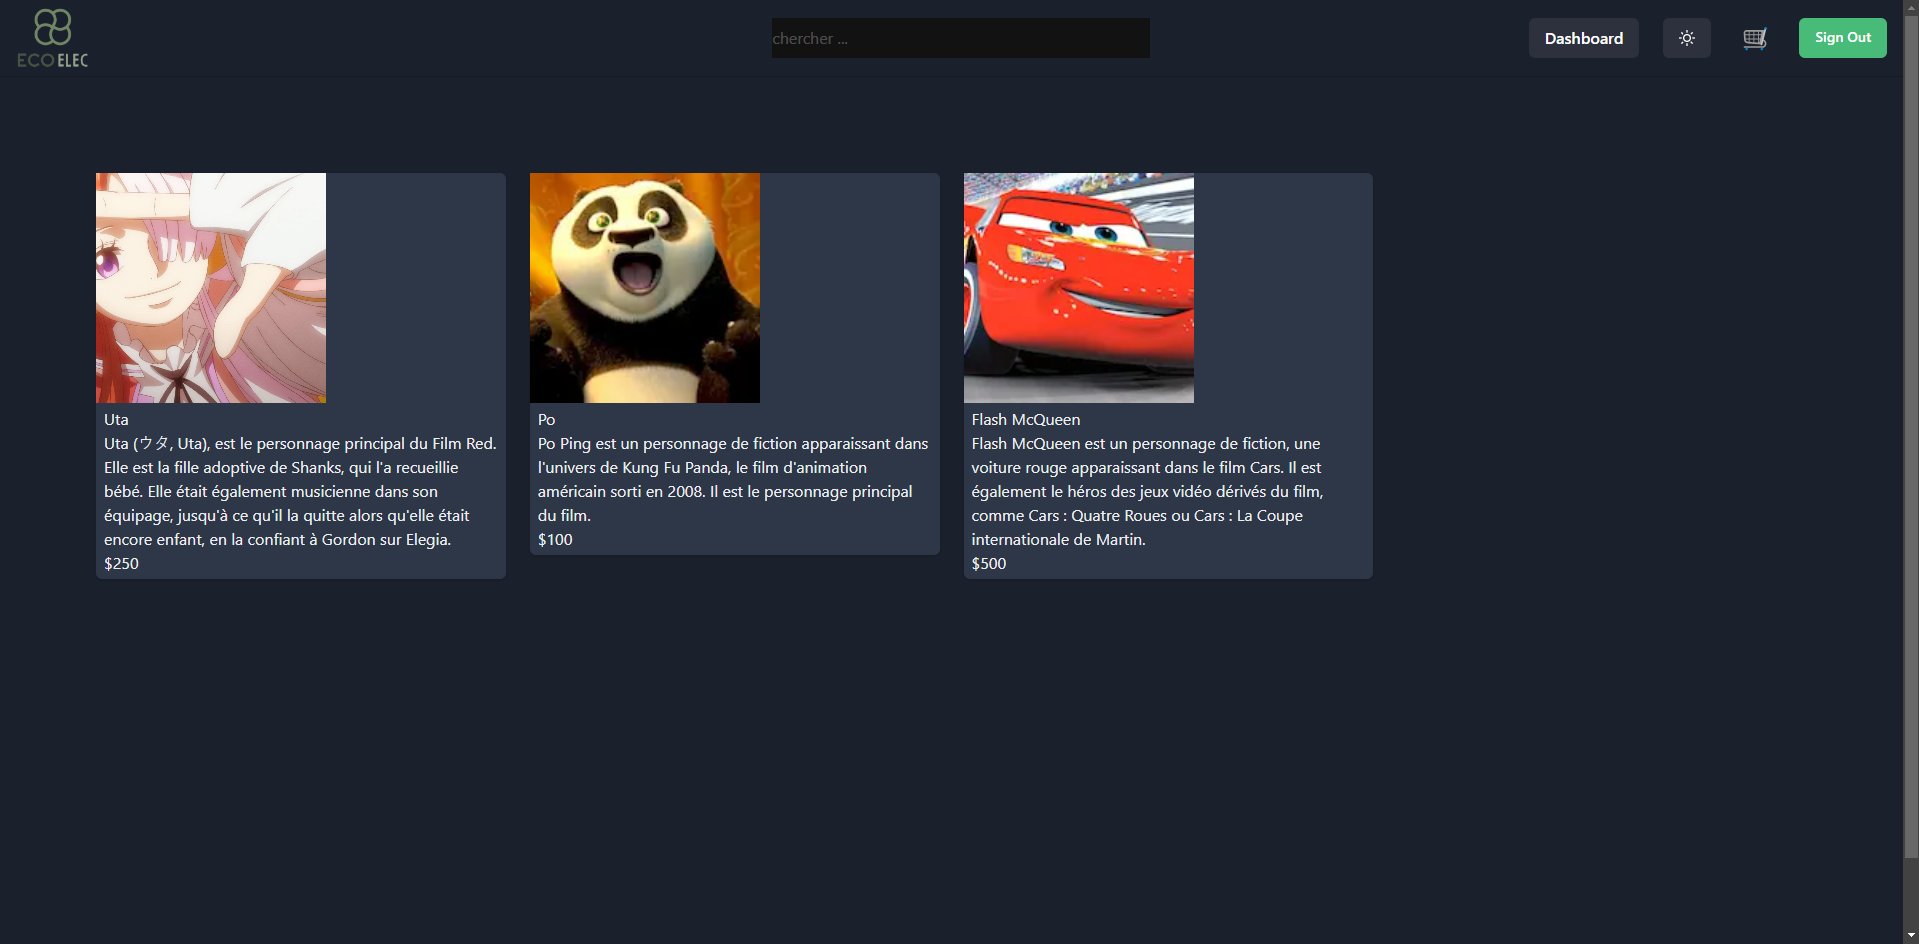 ECO ELEC
chercher ...
Dashboard
Sign Out
Uta
Uta (ウタ, Uta), est le personnage principal du Film Red.
Elle est la fille adoptive de Shanks, qui l'a recueillie
bébé. Elle était également musicienne dans son
équipage, jusqu'à ce qu'il la quitte alors qu'elle était
encore enfant, en la confiant à Gordon sur Elegia.
$250
Po
Po Ping est un personnage de fiction apparaissant dans
l'univers de Kung Fu Panda, le film d'animation
américain sorti en 2008. Il est le personnage principal
du film.
$100
Flash McQueen
Flash McQueen est un personnage de fiction, une
voiture rouge apparaissant dans le film Cars. Il est
également le héros des jeux vidéo dérivés du film,
comme Cars : Quatre Roues ou Cars : La Coupe
internationale de Martin.
$500